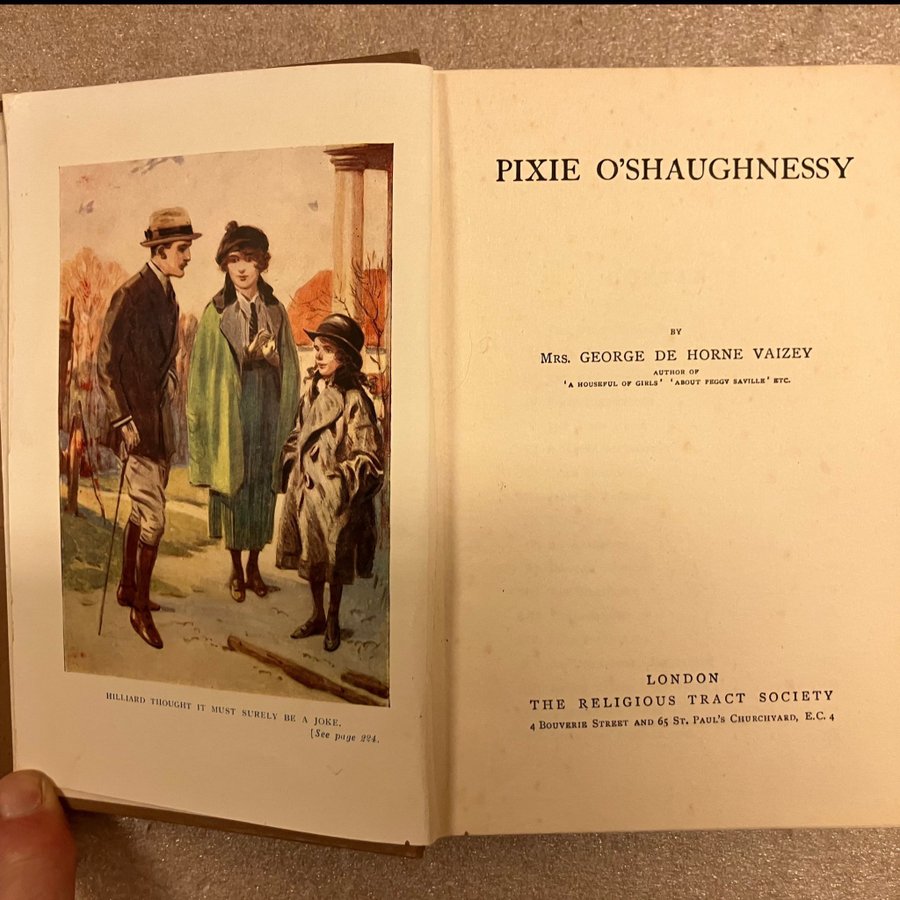 HILLIARD THOUGHT IT MUST SURELY BE A JOKE.
[See page 224.
PIXIE O'SHAUGHNESSY
BY
MRS. GEORGE DE HORNE VAIZEY
AUTHOR OF
'A HOUSEFUL OF GIRLS' 'ABOUT PEGGY SAVILLE' ETC.
LONDON
THE RELIGIOUS TRACT SOCIETY
4 BOUVERIE STREET AND 65 ST. PAUL'S CHURCHYARD, E.C. 4